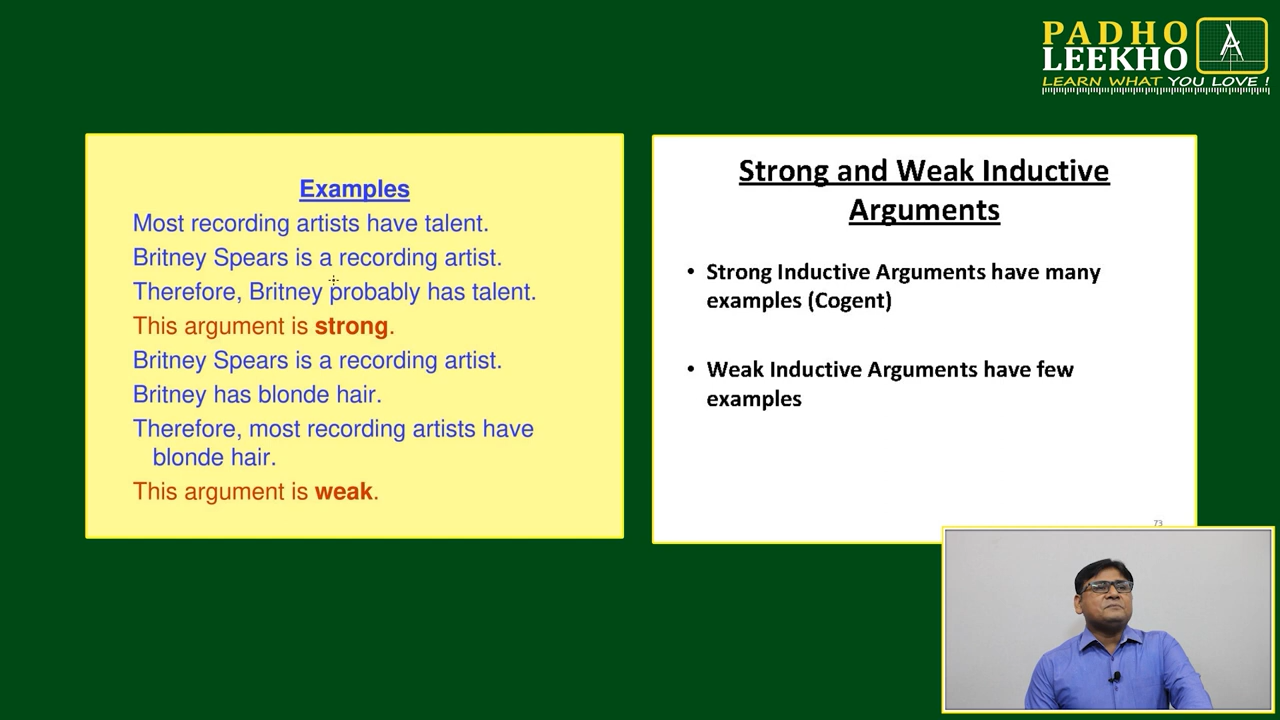 PADHO
LEEKHO
LEARN WHAT YOU LOVE !
Examples
Most recording artists have talent.
Britney Spears is a recording artist.
Therefore, Britney probably has talent.
This argument is strong.
Britney Spears is a recording artist.
Britney has blonde hair.
Therefore, most recording artists have
blonde hair.
This argument is weak.
Strong and Weak Inductive
Arguments
• Strong Inductive Arguments have many
examples (Cogent)
• Weak Inductive Arguments have few
examples
73